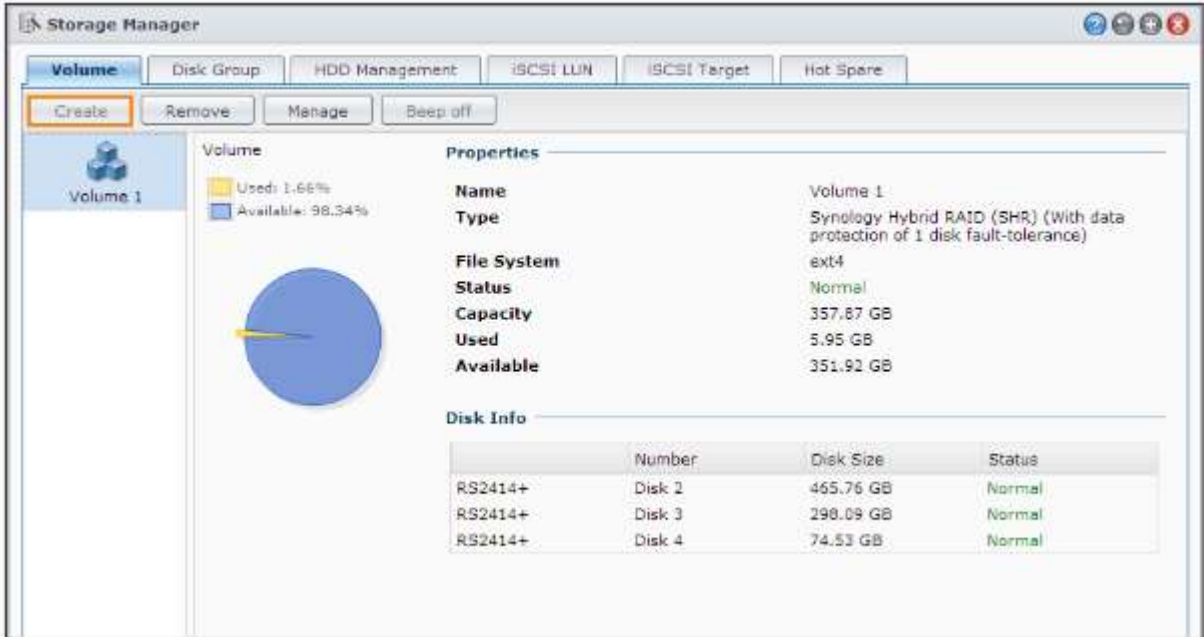 Storage Manager
Volume Disk Group HDD Management iSCSI LUN iSCSI Target Hot Spare
Create Remove Manage Beep off
Volume 1
Volume
Used: 1.66%
Available: 98.34%
Properties
Name Volume 1
Type Synology Hybrid RAID (SHR) (With data
protection of 1 disk fault-tolerance)
File System ext4
Status Normal
Capacity 357.87 GB
Used 5.95 GB
Available 351.92 GB
Disk Info
Number Disk Size Status
RS2414+ Disk 2 465.76 GB Normal
RS2414+ Disk 3 298.09 GB Normal
RS2414+ Disk 4 74.53 GB Normal